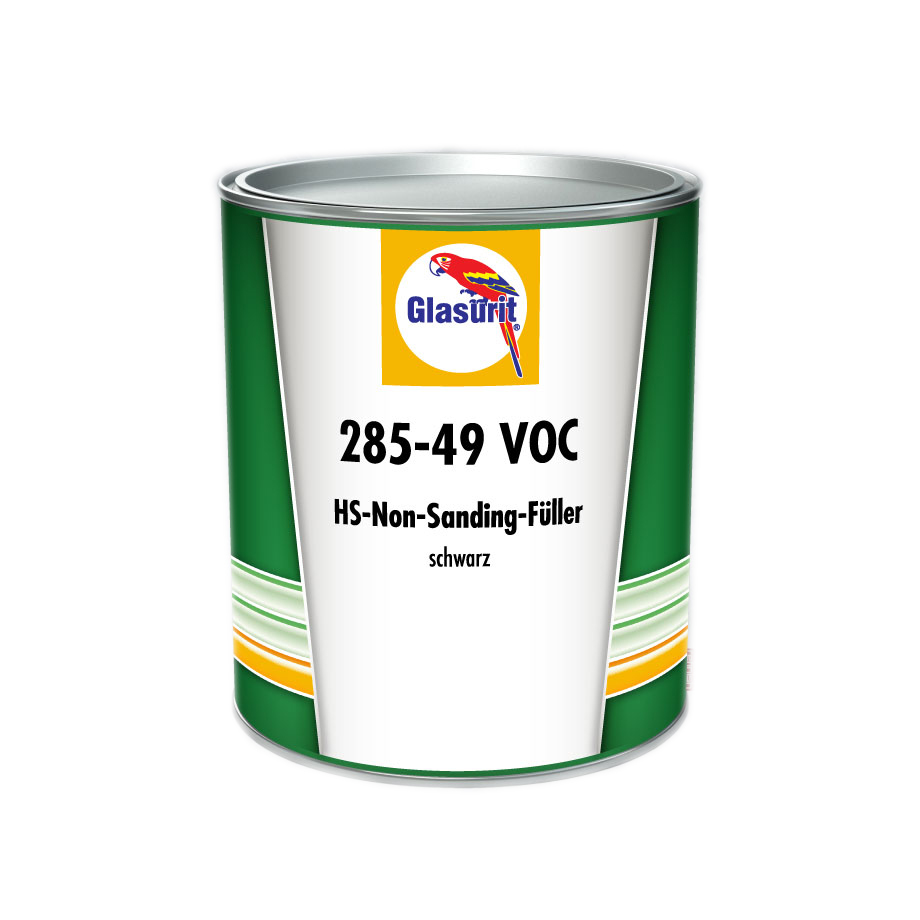 Glasurit®
285-49 VOC
HS-Non-Sanding-Füller
schwarz